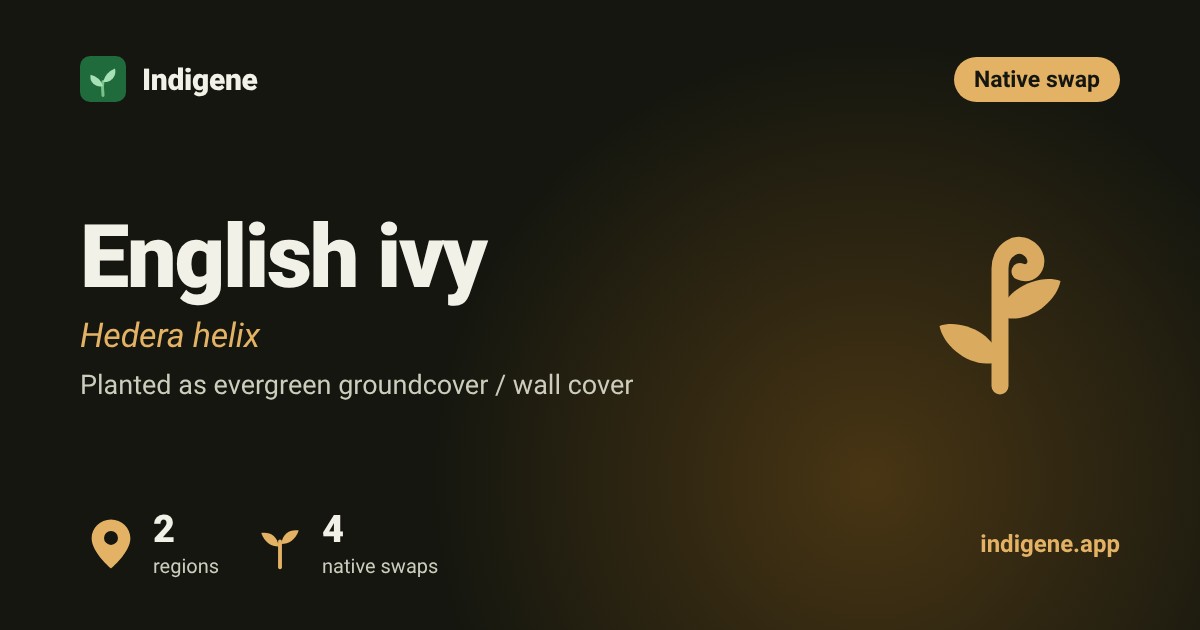 Indigene
Native swap
English ivy
Hedera helix
Planted as evergreen groundcover / wall cover
2
regions
4
native swaps
indigene.app